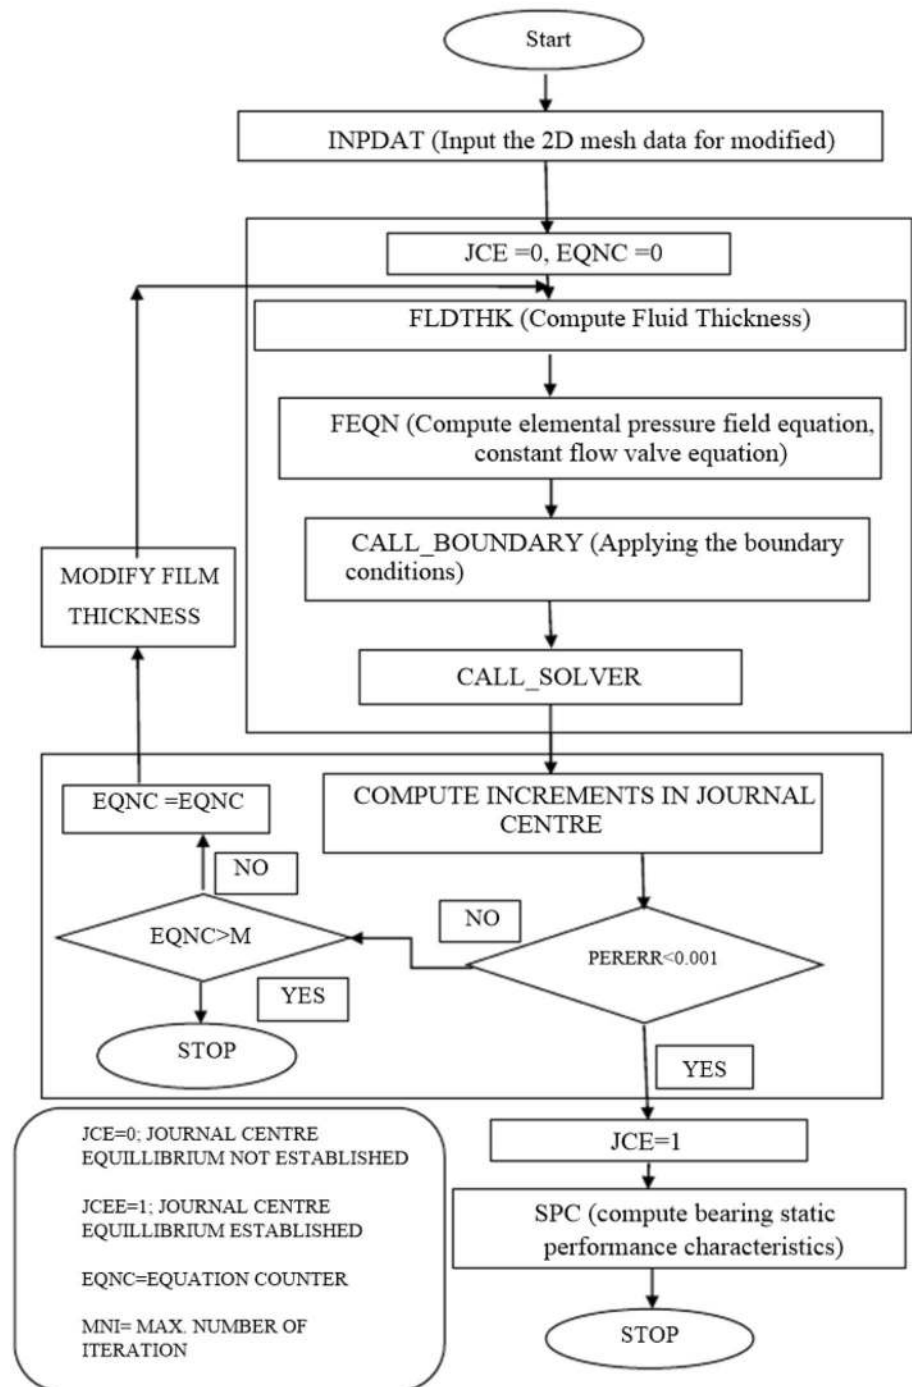 Start
INPDAT (Input the 2D mesh data for modified)
JCE =0, EQNC =0
FLDTHK (Compute Fluid Thickness)
FEQN (Compute elemental pressure field equation,
constant flow valve equation)
CALL_BOUNDARY (Applying the boundary
conditions)
MODIFY FILM
THICKNESS
CALL_SOLVER
EQNC =EQNC
COMPUTE INCREMENTS IN JOURNAL
CENTRE
NO
NO
EQNC>M
PERERR<0.001
YES
STOP
YES
JCE=0; JOURNAL CENTRE
EQUILLIBRIUM NOT ESTABLISHED
JCEE=1; JOURNAL CENTRE
EQUILLIBRIUM ESTABLISHED
EQNC=EQUATION COUNTER
MNI= MAX. NUMBER OF
ITERATION
JCE=1
SPC (compute bearing static
performance characteristics)
STOP